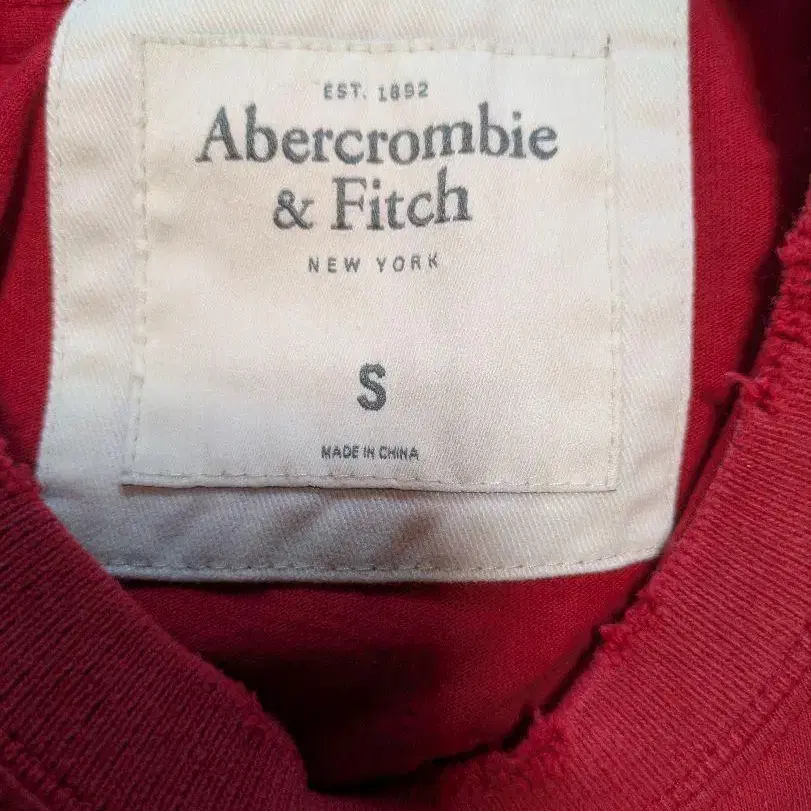 EST. 1892
Abercrombie
& Fitch
NEW YORK
S
MADE IN CHINA